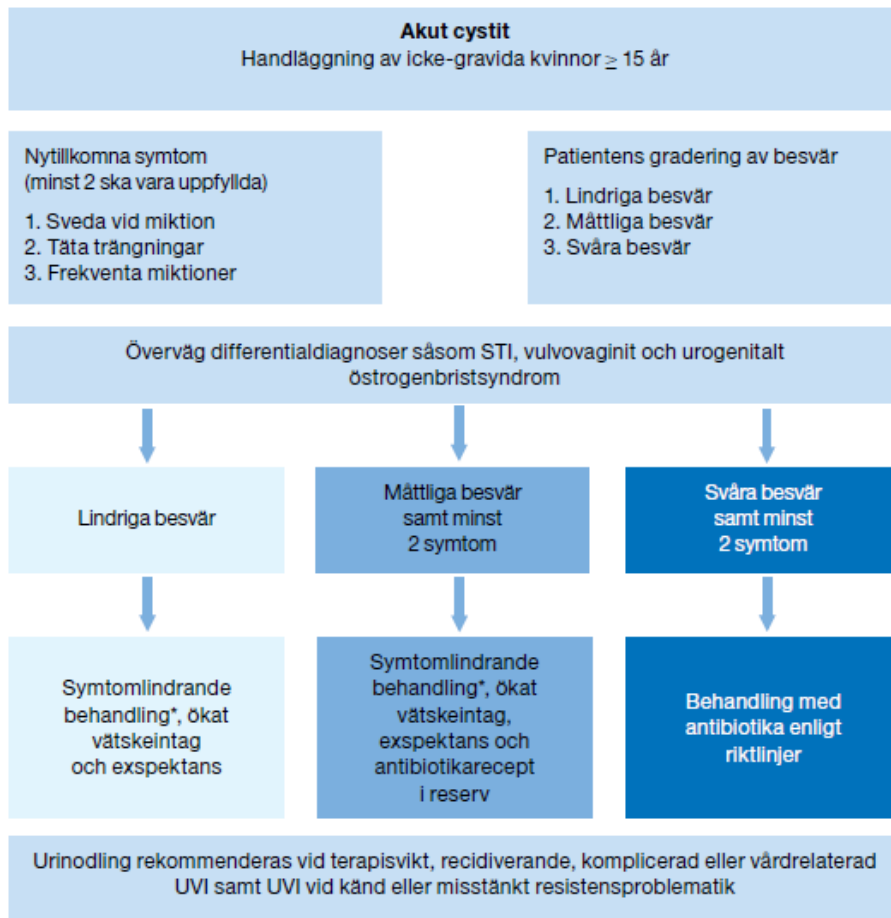 Akut cystit
Handläggning av icke-gravida kvinnor ≥ 15 år
Nytillkomna symtom
(minst 2 ska vara uppfyllda)
1. Sveda vid miktion
2. Täta trängningar
3. Frekventa miktioner
Patientens gradering av besvär
1. Lindriga besvär
2. Måttliga besvär
3. Svåra besvär
Överväg differentialdiagnoser såsom STI, vulvovaginit och urogenitalt
östrogenbristsyndrom
Lindriga besvär
Måttliga besvär
samt minst
2 symtom
Svåra besvär
samt minst
2 symtom
Symtomlindrande
behandling*, ökat
vätskeintag
och exspektans
Symtomlindrande
behandling*, ökat
vätskeintag,
exspektans och
antibiotikarecept
i reserv
Behandling med
antibiotika enligt
riktlinjer
Urinodling rekommenderas vid terapisvikt, recidiverande, komplicerad eller vårdrelaterad
UVI samt UVI vid känd eller misstänkt resistensproblematik